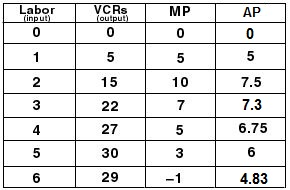 Labor VCRs MP AP
(input) (output)
0 0 0 0
1 5 5 5
2 15 10 7.5
3 22 7 7.3
4 27 5 6.75
5 30 3 6
6 29 –1 4.83